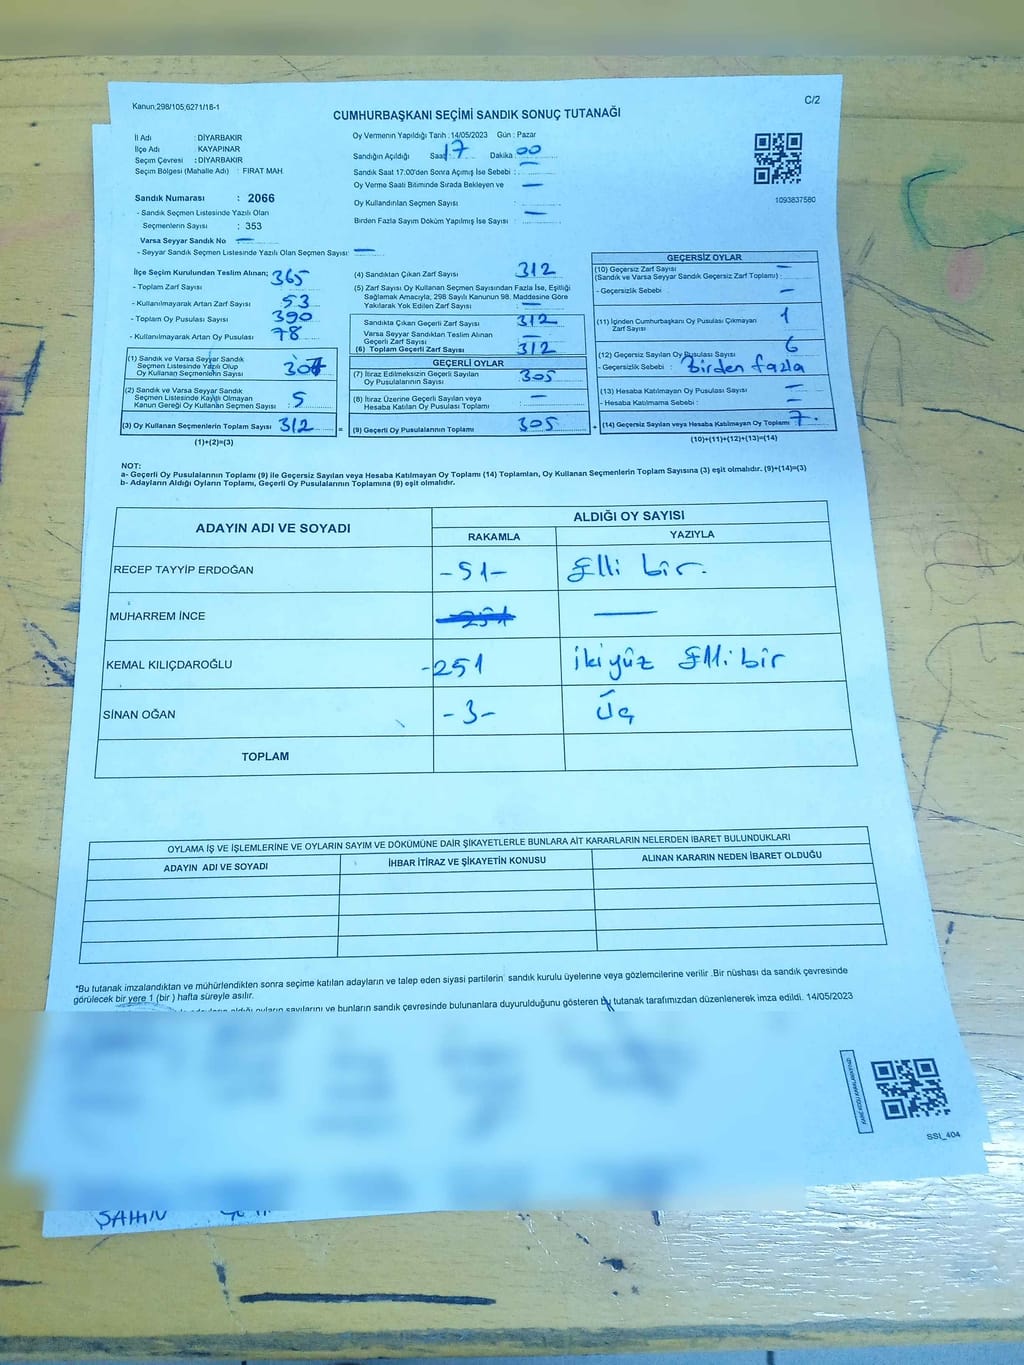 Kanun;298/105;6271/18-1
C/2
CUMHURBAŞKANI SEÇİMİ SANDIK SONUÇ TUTANAĞI
İl Adı : DİYARBAKIR
İlçe Adı KAYAPINAR
Seçim Çevresi : DİYARBAKIR
Seçim Bölgesi (Mahalle Adı) : FIRAT MAH.
Oy Vermenin Yapıldığı Tarih : 14/05/2023 Gün : Pazar
Sandığın Açıldığı Saat : 17 Dakika : 00
Sandık Saat 17:00'den Sonra Açımış İse Sebebi : —
Oy Verme Saati Bitiminde Sırada Bekleyen ve —
Oy Kullandırılan Seçmen Sayısı :
Birden Fazla Sayım Döküm Yapılmış İse Sayısı : —
1093837580
Sandık Numarası : 2066
- Sandık Seçmen Listesinde Yazılı Olan
Seçmenlerin Sayısı : 353
Varsa Seyyar Sandık No —
- Seyyar Sandık Seçmen Listesinde Yazılı Olan Seçmen Sayısı: —
İlçe Seçim Kurulundan Teslim Alınan;
- Toplam Zarf Sayısı 365
- Kullanılmayarak Artan Zarf Sayısı : 53
- Toplam Oy Pusulası Sayısı : 390
- Kullanılmayarak Artan Oy Pusulası : 78
(1) Sandık ve Varsa Seyyar Sandık
Seçmen Listesinde Yazılı Olup
Oy Kullanan Seçmenlerin Sayısı : 307
(2) Sandık ve Varsa Seyyar Sandık
Seçmen Listesinde Kayıtlı Olmayan
Kanun Gereği Oy Kullanan Seçmen Sayısı : 5
(3) Oy Kullanan Seçmenlerin Toplam Sayısı 312 =
(1)+(2)=(3)
(4) Sandıktan Çıkan Zarf Sayısı : 312
(5) Zarf Sayısı Oy Kullanan Seçmen Sayısından Fazla İse, Eşitliği
Sağlamak Amacıyla, 298 Sayılı Kanunun 98. Maddesine Göre
Yakılarak Yok Edilen Zarf Sayısı : —
Sandıkta Çıkan Geçerli Zarf Sayısı : 312
Varsa Seyyar Sandıktan Teslim Alınan
Geçerli Zarf Sayısı : —
(6) Toplam Geçerli Zarf Sayısı : 312
GEÇERLİ OYLAR
(7) İtiraz Edilmeksizin Geçerli Sayılan
Oy Pusulalarının Sayısı : 305
(8) İtiraz Üzerine Geçerli Sayılan veya
Hesaba Katılan Oy Pusulası Toplamı : —
(9) Geçerli Oy Pusulalarının Toplamı : 305 +
GEÇERSİZ OYLAR
(10) Geçersiz Zarf Sayısı —
(Sandık ve Varsa Seyyar Sandık Geçersiz Zarf Toplamı) :
- Geçersizlik Sebebi : —
(11) İçinden Cumhurbaşkanı Oy Pusulası Çıkmayan
Zarf Sayısı : 1
(12) Geçersiz Sayılan Oy Pusulası Sayısı : 6
- Geçersizlik Sebebi : Birden fazla
(13) Hesaba Katılmayan Oy Pusulası Sayısı : —
- Hesaba Katılmama Sebebi : —
(14) Geçersiz Sayılan veya Hesaba Katılmayan Oy Toplamı : 7.
(10)+(11)+(12)+(13)=(14)
NOT:
a- Geçerli Oy Pusulalarının Toplamı (9) ile Geçersiz Sayılan veya Hesaba Katılmayan Oy Toplamı (14) Toplamları, Oy Kullanan Seçmenlerin Toplam Sayısına (3) eşit olmalıdır. (9)+(14)=(3)
b- Adayların Aldığı Oyların Toplamı, Geçerli Oy Pusulalarının Toplamına (9) eşit olmalıdır.
ADAYIN ADI VE SOYADI
ALDIĞI OY SAYISI
RAKAMLA YAZIYLA
RECEP TAYYİP ERDOĞAN -51- Elli bir.
MUHARREM İNCE 251 —
KEMAL KILIÇDAROĞLU -251 İkiyüz Elli bir
SİNAN OĞAN -3- Üç
TOPLAM
OYLAMA İŞ VE İŞLEMLERİNE VE OYLARIN SAYIM VE DÖKÜMÜNE DAİR ŞİKAYETLERLE BUNLARA AİT KARARLARIN NELERDEN İBARET BULUNDUKLARI
ADAYIN ADI VE SOYADI İHBAR İTİRAZ VE ŞİKAYETİN KONUSU ALINAN KARARIN NEDEN İBARET OLDUĞU
*Bu tutanak imzalandıktan ve mühürlendikten sonra seçime katılan adayların ve talep eden siyasi partilerin sandık kurulu üyelerine veya gözlemcilerine verilir .Bir nüshası da sandık çevresinde
görülecek bir yere 1 (bir ) hafta süreyle asılır.
oyların sayılarını ve bunların sandık çevresinde bulunanlara duyurulduğunu gösteren bu tutanak tarafımızdan düzenlenerek imza edildi. 14/05/2023
SSI_404
ŞAHİN